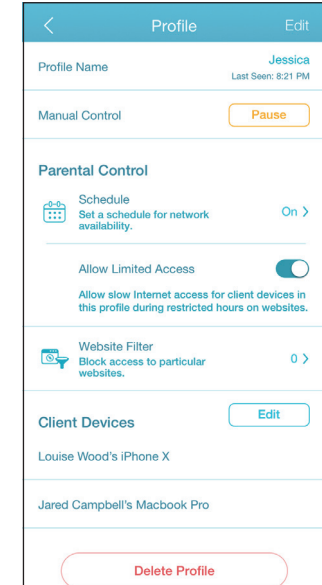 Profile
Edit
Profile Name
Jessica
Last Seen: 8:21 PM
Manual Control
Pause
Parental Control
Schedule
Set a schedule for network
availability.
On
Allow Limited Access
Allow slow Internet access for client devices in
this profile during restricted hours on websites.
Website Filter
Block access to particular
websites.
0
Client Devices
Edit
Louise Wood's iPhone X
Jared Campbell's Macbook Pro
Delete Profile